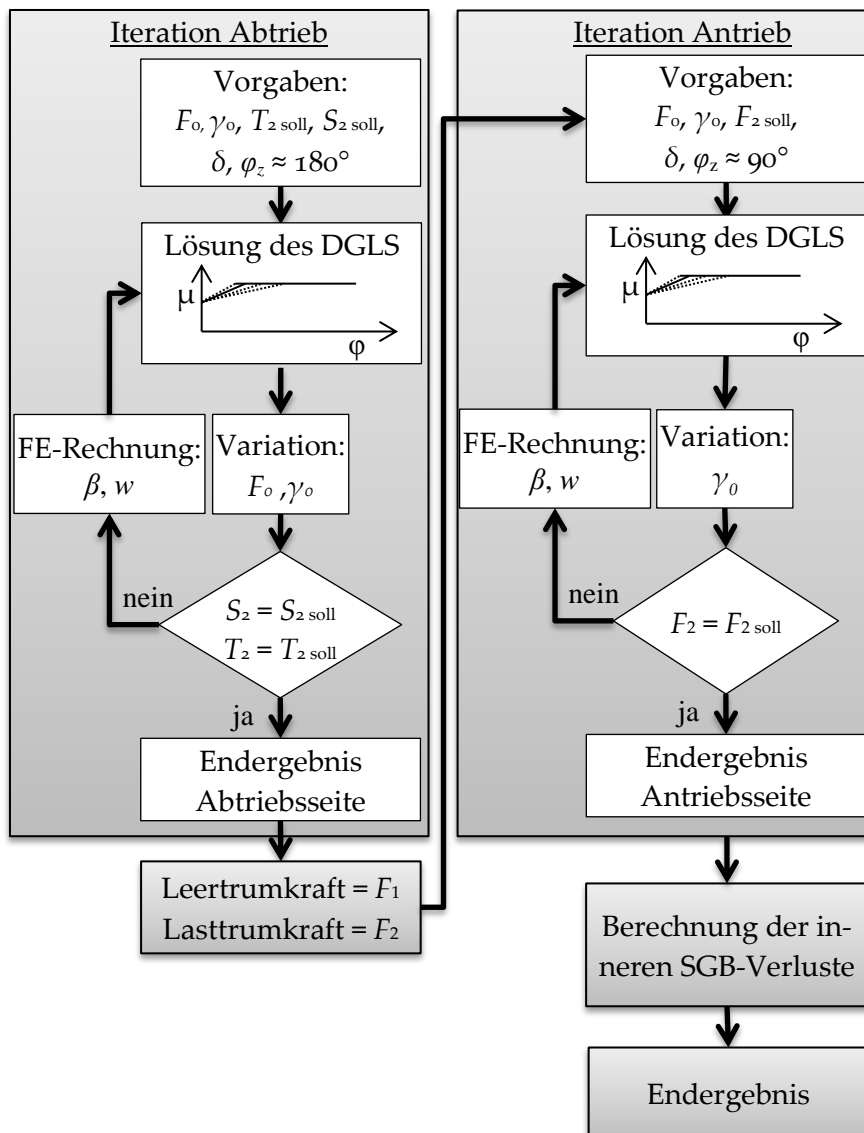 Iteration Abtrieb
Vorgaben:
F₀, γ₀, T₂ soll, S₂ soll,
δ, φz ≈ 180°
Lösung des DGLS
μ
φ
FE-Rechnung:
β, w
Variation:
F₀ ,γ₀
nein
S₂ = S₂ soll
T₂ = T₂ soll
ja
Endergebnis
Abtriebsseite
Leertrumkraft = F₁
Lasttrumkraft = F₂
Iteration Antrieb
Vorgaben:
F₀, γ₀, F₂ soll,
δ, φz ≈ 90°
Lösung des DGLS
μ
φ
FE-Rechnung:
β, w
Variation:
γ₀
nein
F₂ = F₂ soll
ja
Endergebnis
Antriebsseite
Berechnung der in-
neren SGB-Verluste
Endergebnis